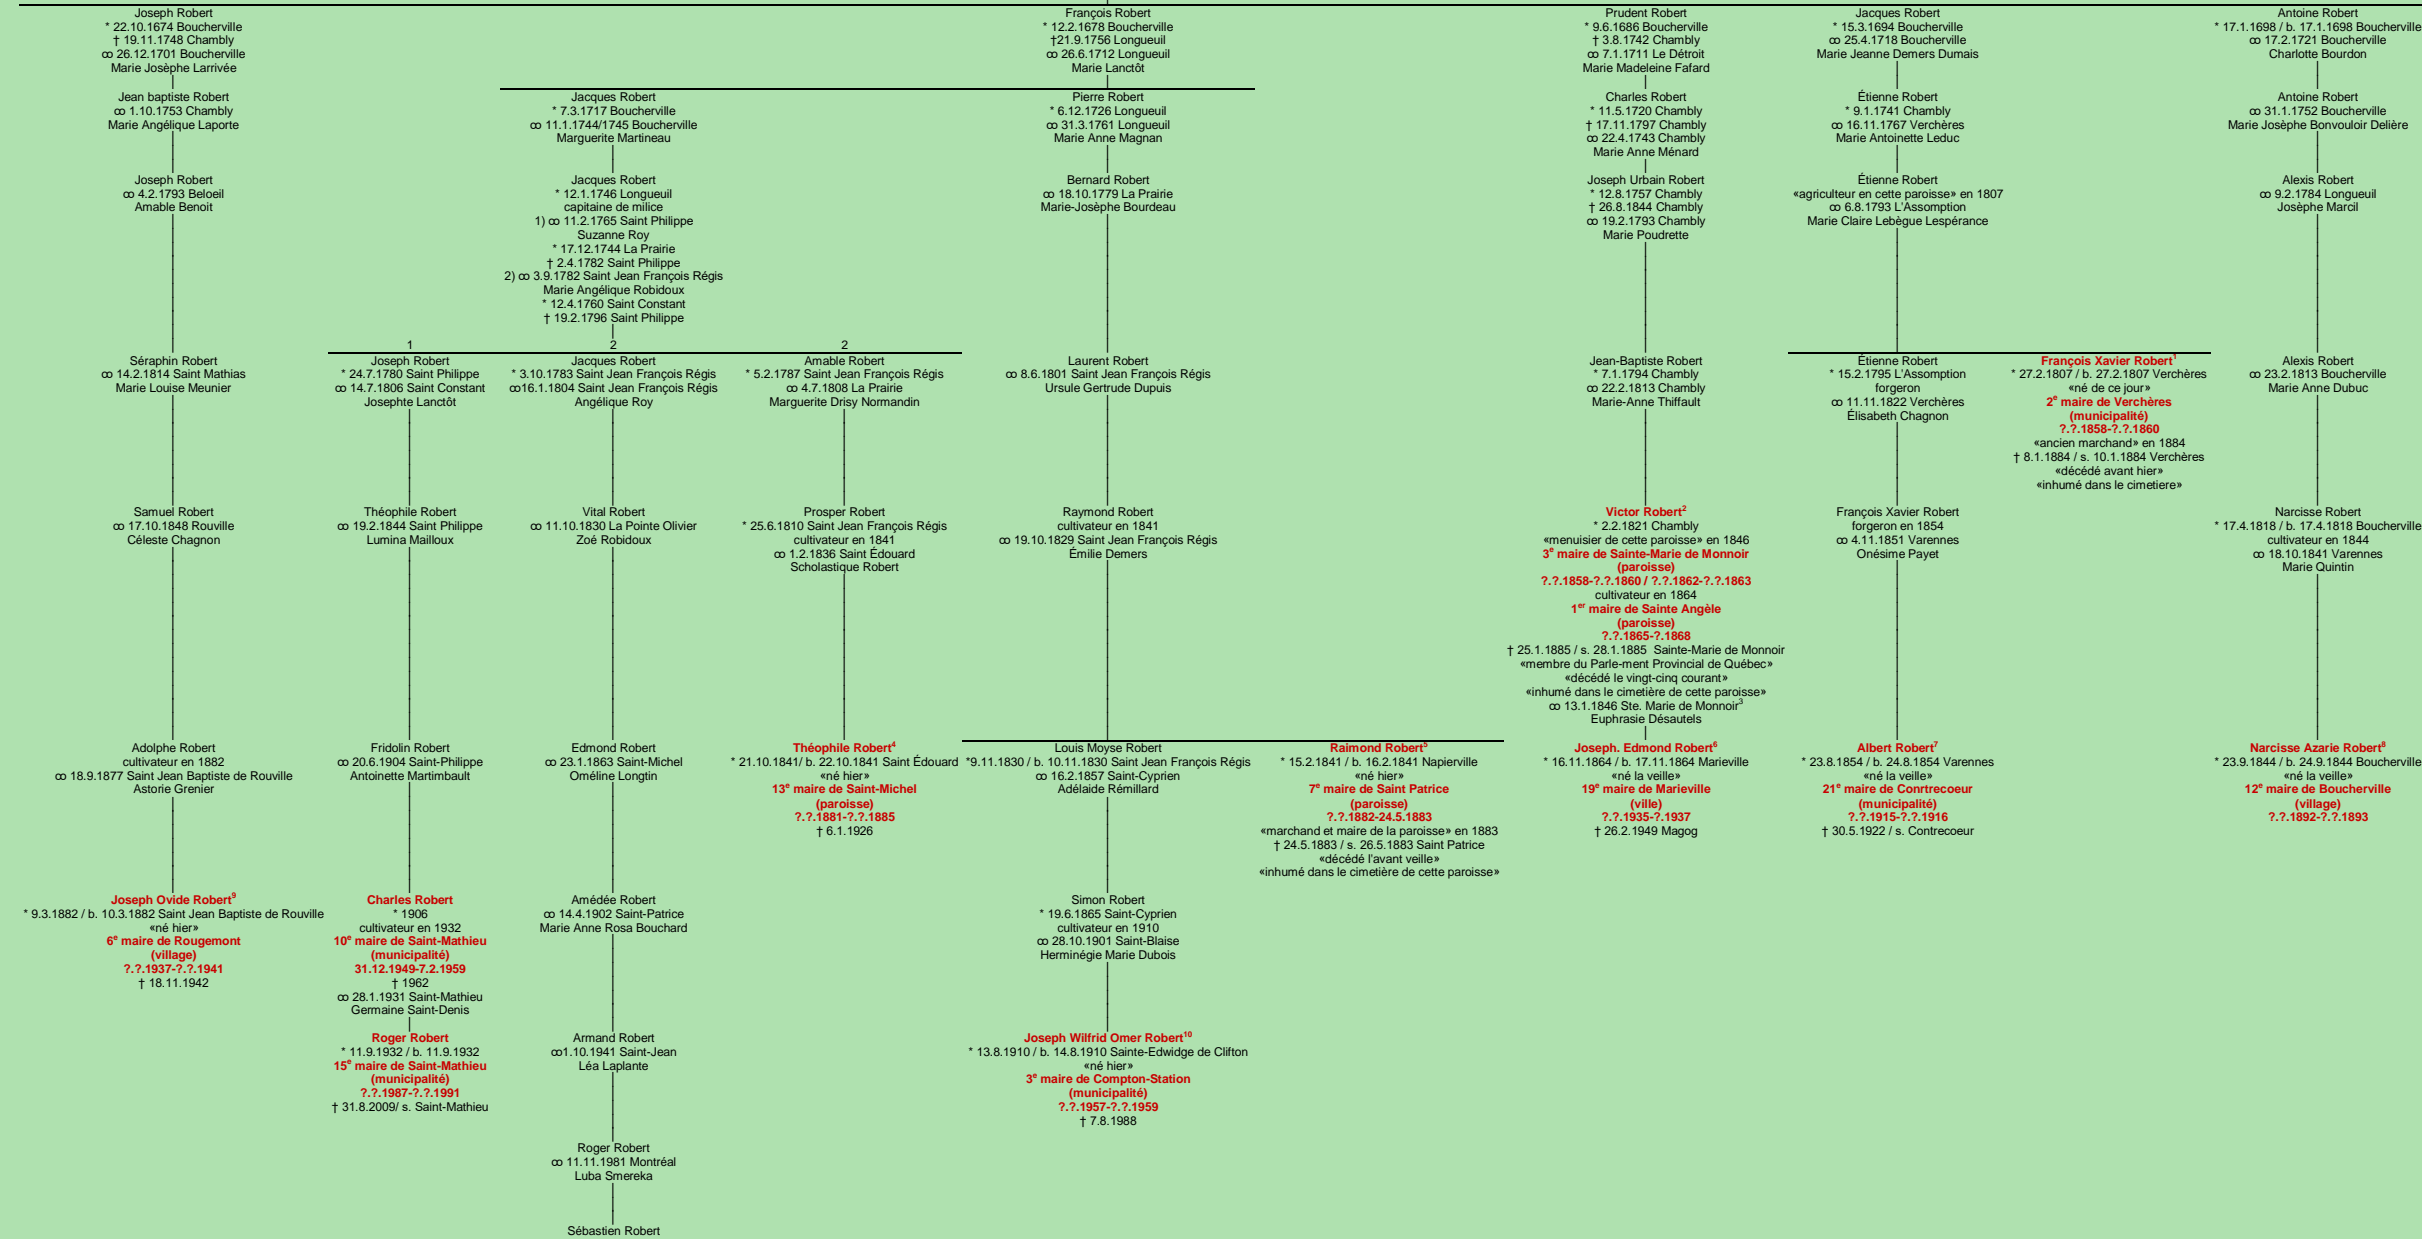 Joseph Robert
* 22.10.1674 Boucherville
† 19.11.1748 Chambly
ꝏ 26.12.1701 Boucherville
Marie Josèphe Larrivée
François Robert
* 12.2.1678 Boucherville
†21.9.1756 Longueuil
ꝏ 26.6.1712 Longueuil
Marie Lanctôt
Prudent Robert
* 9.6.1686 Boucherville
† 3.8.1742 Chambly
ꝏ 7.1.1711 Le Détroit
Marie Madeleine Fafard
Jacques Robert
* 15.3.1694 Boucherville
ꝏ 25.4.1718 Boucherville
Marie Jeanne Demers Dumais
Antoine Robert
* 17.1.1698 / b. 17.1.1698 Boucherville
ꝏ 17.2.1721 Boucherville
Charlotte Bourdon
Jean baptiste Robert
ꝏ 1.10.1753 Chambly
Marie Angélique Laporte
Jacques Robert
* 7.3.1717 Boucherville
ꝏ 11.1.1744/1745 Boucherville
Marguerite Martineau
Pierre Robert
* 6.12.1726 Longueuil
ꝏ 31.3.1761 Longueuil
Marie Anne Magnan
Charles Robert
* 11.5.1720 Chambly
† 17.11.1797 Chambly
ꝏ 22.4.1743 Chambly
Marie Anne Ménard
Étienne Robert
* 9.1.1741 Chambly
ꝏ 16.11.1767 Verchères
Marie Antoinette Leduc
Antoine Robert
ꝏ 31.1.1752 Boucherville
Marie Josèphe Bonvouloir Delière
Joseph Robert
ꝏ 4.2.1793 Beloeil
Amable Benoit
Jacques Robert
* 12.1.1746 Longueuil
capitaine de milice
1) ꝏ 11.2.1765 Saint Philippe
Suzanne Roy
* 17.12.1744 La Prairie
† 2.4.1782 Saint Philippe
2) ꝏ 3.9.1782 Saint Jean François Régis
Marie Angélique Robidoux
* 12.4.1760 Saint Constant
† 19.2.1796 Saint Philippe
Bernard Robert
ꝏ 18.10.1779 La Prairie
Marie-Josèphe Bourdeau
Joseph Urbain Robert
* 12.8.1757 Chambly
† 26.8.1844 Chambly
ꝏ 19.2.1793 Chambly
Marie Poudrette
Étienne Robert
«agriculteur en cette paroisse» en 1807
ꝏ 6.8.1793 L'Assomption
Marie Claire Lebègue Lespérance
Alexis Robert
ꝏ 9.2.1784 Longueuil
Josèphe Marcil
1
2
2
Séraphin Robert
ꝏ 14.2.1814 Saint Mathias
Marie Louise Meunier
Joseph Robert
* 24.7.1780 Saint Philippe
ꝏ 14.7.1806 Saint Constant
Josephte Lanctôt
Jacques Robert
* 3.10.1783 Saint Jean François Régis
ꝏ16.1.1804 Saint Jean François Régis
Angélique Roy
Amable Robert
* 5.2.1787 Saint Jean François Régis
ꝏ 4.7.1808 La Prairie
Marguerite Drisy Normandin
Laurent Robert
ꝏ 8.6.1801 Saint Jean François Régis
Ursule Gertrude Dupuis
Jean-Baptiste Robert
* 7.1.1794 Chambly
ꝏ 22.2.1813 Chambly
Marie-Anne Thiffault
Étienne Robert
* 15.2.1795 L'Assomption
forgeron
ꝏ 11.11.1822 Verchères
Élisabeth Chagnon
François Xavier Robert¹
* 27.2.1807 / b. 27.2.1807 Verchères
«né de ce jour»
2e maire de Verchères
(municipalité)
?.?.1858-?.?.1860
«ancien marchand» en 1884
† 8.1.1884 / s. 10.1.1884 Verchères
«décédé avant hier»
«inhumé dans le cimetiere»
Alexis Robert
ꝏ 23.2.1813 Boucherville
Marie Anne Dubuc
Samuel Robert
ꝏ 17.10.1848 Rouville
Céleste Chagnon
Théophile Robert
ꝏ 19.2.1844 Saint Philippe
Lumina Mailloux
Vital Robert
ꝏ 11.10.1830 La Pointe Olivier
Zoé Robidoux
Prosper Robert
* 25.6.1810 Saint Jean François Régis
cultivateur en 1841
ꝏ 1.2.1836 Saint Édouard
Scholastique Robert
Raymond Robert
cultivateur en 1841
ꝏ 19.10.1829 Saint Jean François Régis
Émilie Demers
Victor Robert²
* 2.2.1821 Chambly
«menuisier de cette paroisse» en 1846
3e maire de Sainte-Marie de Monnoir
(paroisse)
?.?.1858-?.?.1860 / ?.?.1862-?.?.1863
cultivateur en 1864
1er maire de Sainte Angèle
(paroisse)
?.?.1865-?.1868
† 25.1.1885 / s. 28.1.1885 Sainte-Marie de Monnoir
«membre du Parle-ment Provincial de Québec»
«décédé le vingt-cinq courant»
«inhumé dans le cimetière de cette paroisse»
ꝏ 13.1.1846 Ste. Marie de Monnoir³
Euphrasie Désautels
François Xavier Robert
forgeron en 1854
ꝏ 4.11.1851 Varennes
Onésime Payet
Narcisse Robert
* 17.4.1818 / b. 17.4.1818 Boucherville
cultivateur en 1844
ꝏ 18.10.1841 Varennes
Marie Quintin
Adolphe Robert
cultivateur en 1882
ꝏ 18.9.1877 Saint Jean Baptiste de Rouville
Astorie Grenier
Fridolin Robert
ꝏ 20.6.1904 Saint-Philippe
Antoinette Martimbault
Edmond Robert
ꝏ 23.1.1863 Saint-Michel
Oméline Longtin
Théophile Robert⁴
* 21.10.1841/ b. 22.10.1841 Saint Édouard
«né hier»
13e maire de Saint-Michel
(paroisse)
?.?.1881-?.?.1885
† 6.1.1926
Louis Moyse Robert
*9.11.1830 / b. 10.11.1830 Saint Jean François Régis
ꝏ 16.2.1857 Saint-Cyprien
Adélaide Rémillard
Raimond Robert⁵
* 15.2.1841 / b. 16.2.1841 Napierville
«né hier»
7e maire de Saint Patrice
(paroisse)
?.?.1882-24.5.1883
«marchand et maire de la paroisse» en 1883
† 24.5.1883 / s. 26.5.1883 Saint Patrice
«décédé l'avant veille»
«inhumé dans le cimetière de cette paroisse»
Joseph. Edmond Robert⁶
* 16.11.1864 / b. 17.11.1864 Marieville
«né la veille»
19e maire de Marieville
(ville)
?.?.1935-?.1937
† 26.2.1949 Magog
Albert Robert⁷
* 23.8.1854 / b. 24.8.1854 Varennes
«né la veille»
21e maire de Conrtrecoeur
(municipalité)
?.?.1915-?.?.1916
† 30.5.1922 / s. Contrecoeur
Narcisse Azarie Robert⁸
* 23.9.1844 / b. 24.9.1844 Boucherville
«né la veille»
12e maire de Boucherville
(village)
?.?.1892-?.?.1893
Joseph Ovide Robert⁹
* 9.3.1882 / b. 10.3.1882 Saint Jean Baptiste de Rouville
«né hier»
6e maire de Rougemont
(village)
?.?.1937-?.?.1941
† 18.11.1942
Charles Robert
* 1906
cultivateur en 1932
10e maire de Saint-Mathieu
(municipalité)
31.12.1949-7.2.1959
† 1962
ꝏ 28.1.1931 Saint-Mathieu
Germaine Saint-Denis
Amédée Robert
ꝏ 14.4.1902 Saint-Patrice
Marie Anne Rosa Bouchard
Simon Robert
* 19.6.1865 Saint-Cyprien
cultivateur en 1910
ꝏ 28.10.1901 Saint-Blaise
Herminégie Marie Dubois
Roger Robert
* 11.9.1932 / b. 11.9.1932
15e maire de Saint-Mathieu
(municipalité)
?.?.1987-?.?.1991
† 31.8.2009/ s. Saint-Mathieu
Armand Robert
ꝏ1.10.1941 Saint-Jean
Léa Laplante
Joseph Wilfrid Omer Robert¹⁰
* 13.8.1910 / b. 14.8.1910 Sainte-Edwidge de Clifton
«né hier»
3e maire de Compton-Station
(municipalité)
?.?.1957-?.?.1959
† 7.8.1988
Roger Robert
ꝏ 11.11.1981 Montréal
Luba Smereka
Sébastien Robert